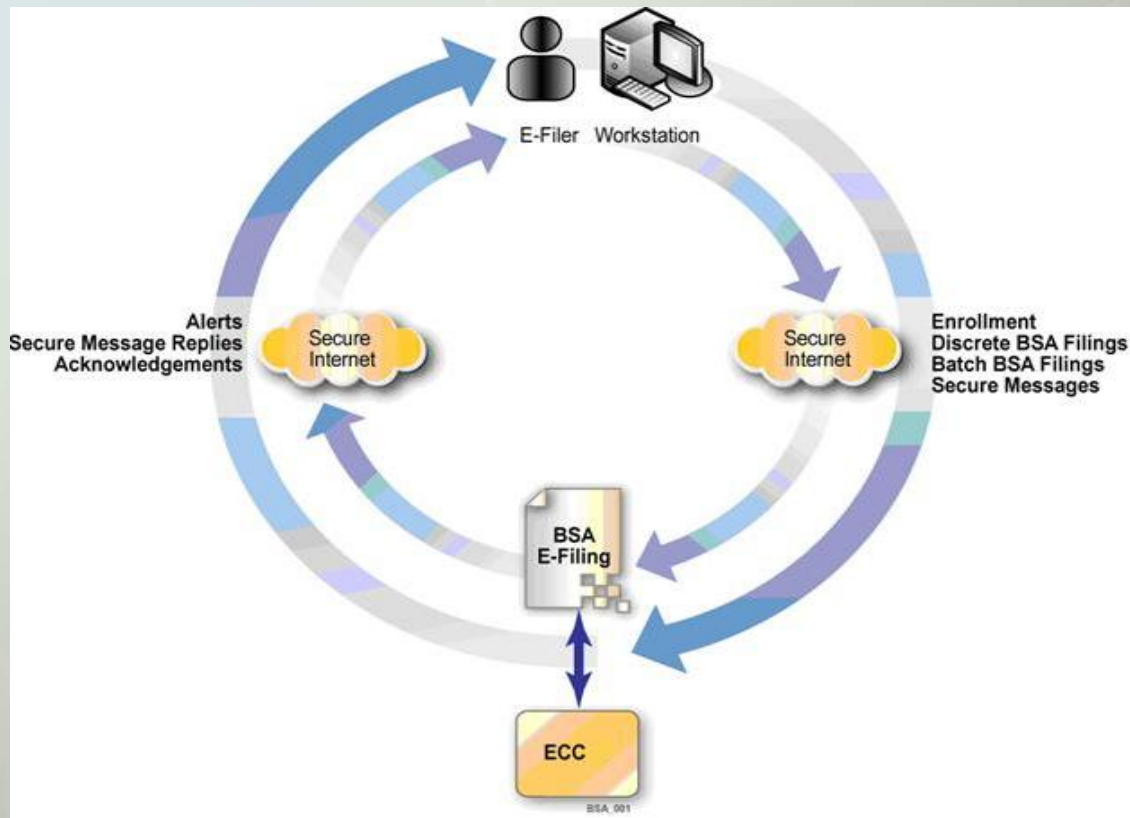 E-Filer Workstation
Alerts
Secure Message Replies
Acknowledgements
Secure
Internet
Secure
Internet
Enrollment
Discrete BSA Filings
Batch BSA Filings
Secure Messages
BSA
E-Filing
ECC
BSA_001